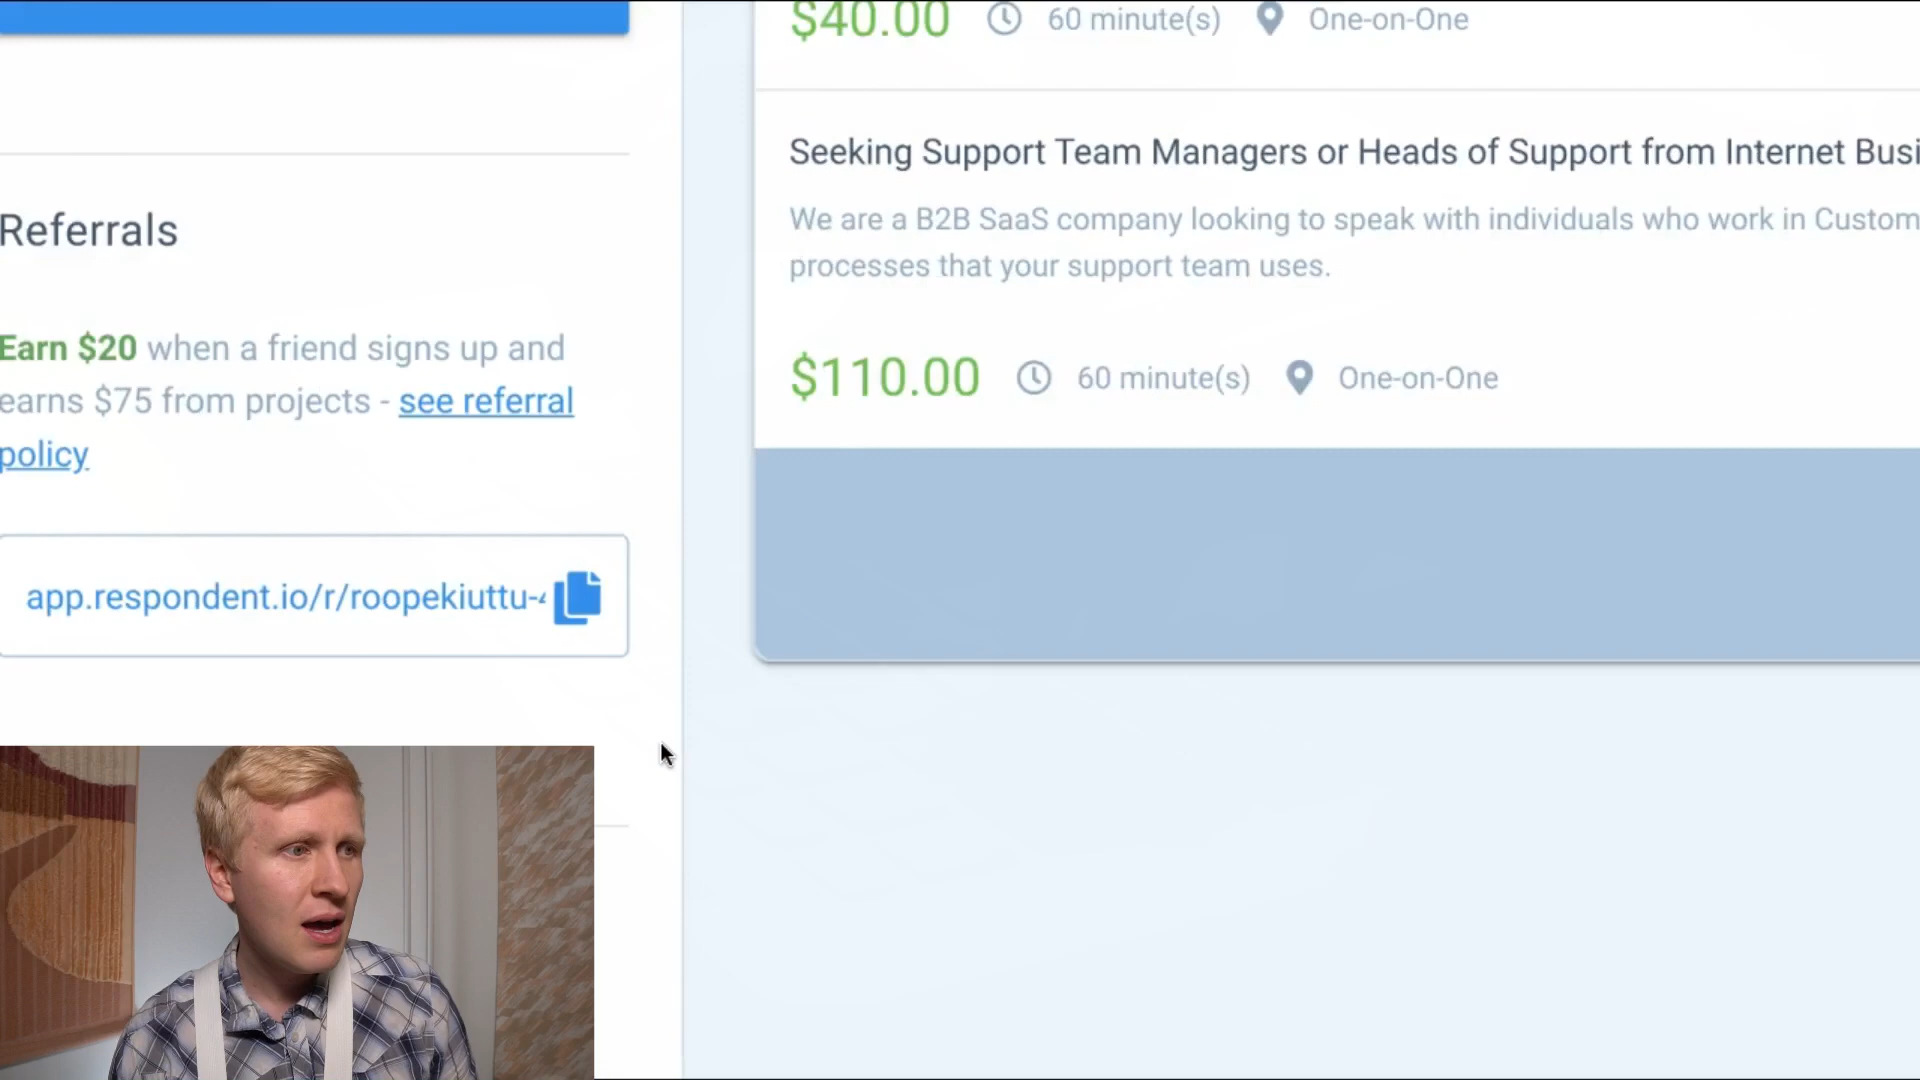 $40.00 60 minute(s) One-on-One
Seeking Support Team Managers or Heads of Support from Internet Busi
We are a B2B SaaS company looking to speak with individuals who work in Custom
processes that your support team uses.
$110.00 60 minute(s) One-on-One
Referrals
Earn $20 when a friend signs up and
earns $75 from projects - see referral
policy
app.respondent.io/r/roopekiuttu-